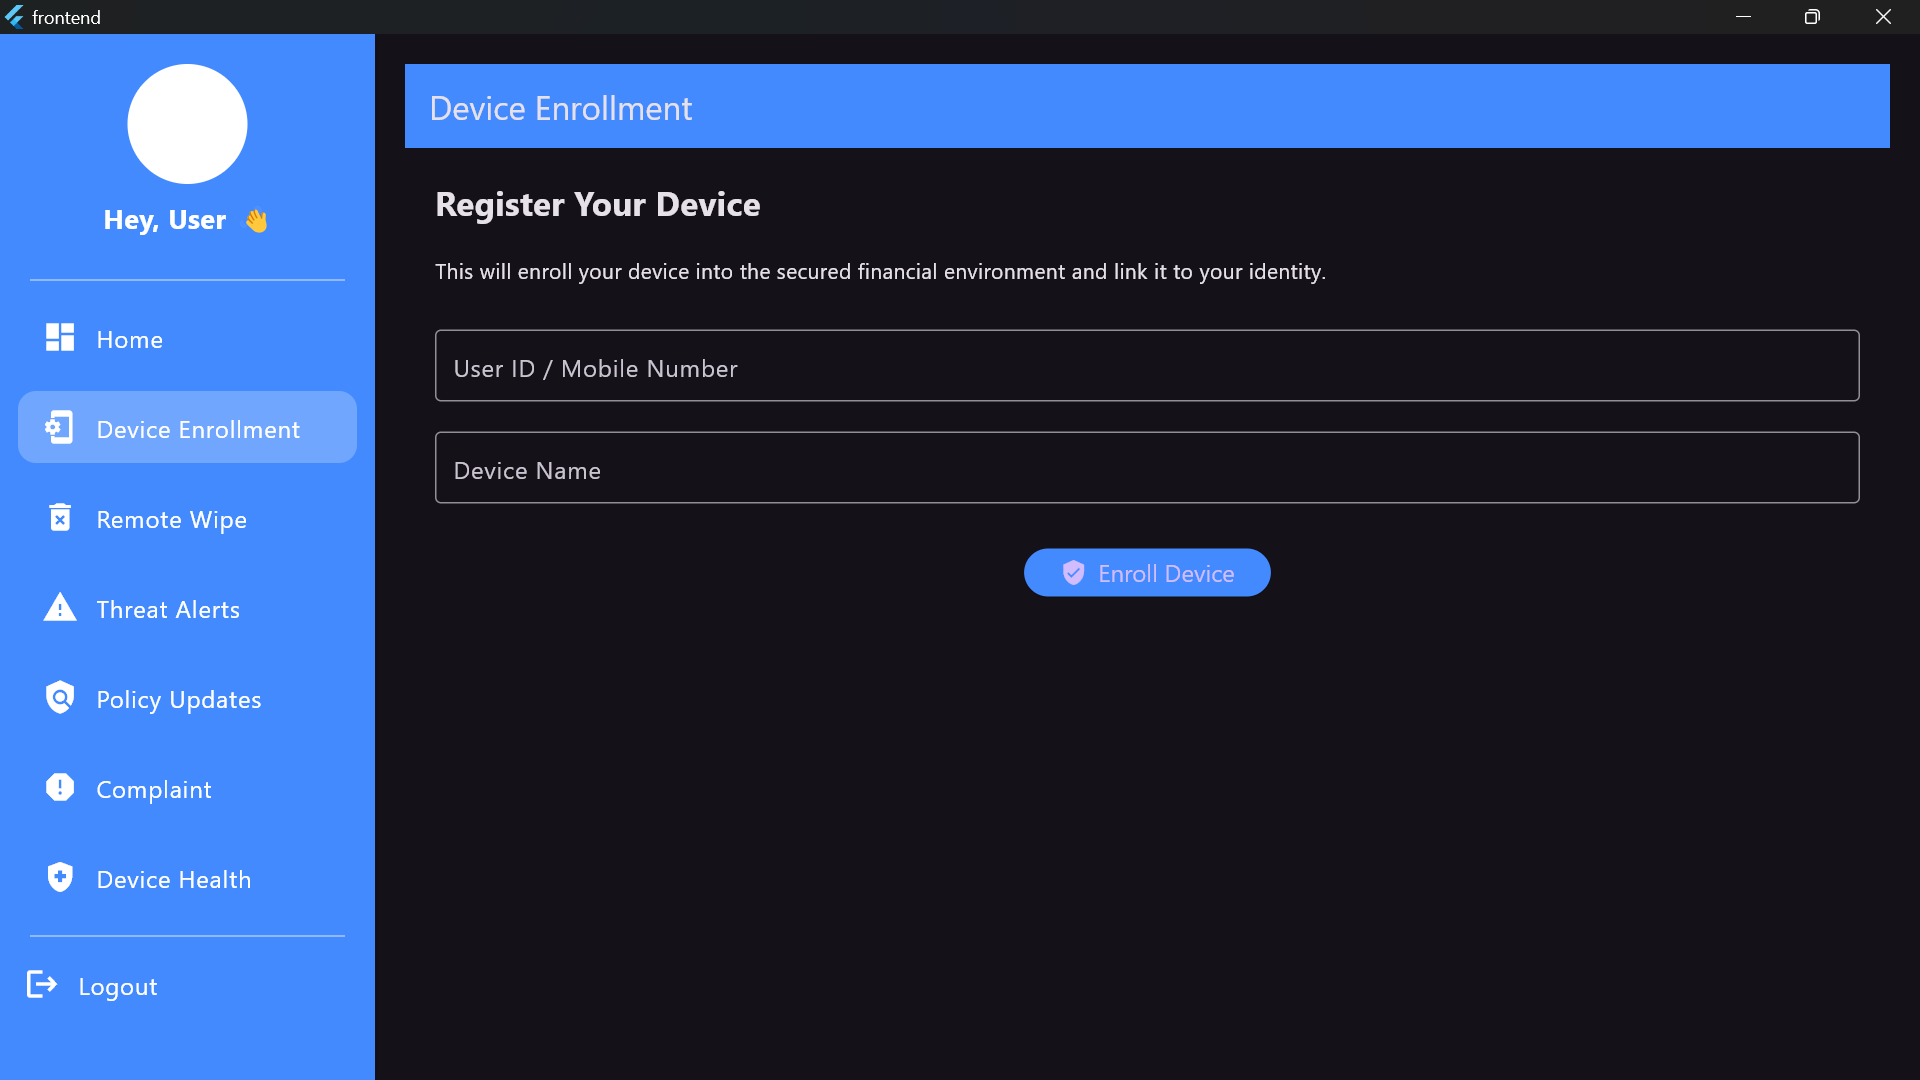 frontend
Hey, User 👋
Home
Device Enrollment
Remote Wipe
Threat Alerts
Policy Updates
Complaint
Device Health
Logout
Device Enrollment
Register Your Device
This will enroll your device into the secured financial environment and link it to your identity.
User ID / Mobile Number
Device Name
Enroll Device